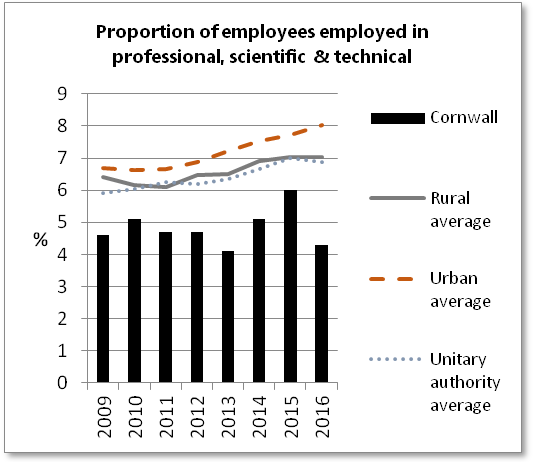 Proportion of employees employed in
professional, scientific & technical
9
8
7
6
5
4
3
2
1
0
%
2009
2010
2011
2012
2013
2014
2015
2016
Cornwall
Rural
average
Urban
average
Unitary
authority
average